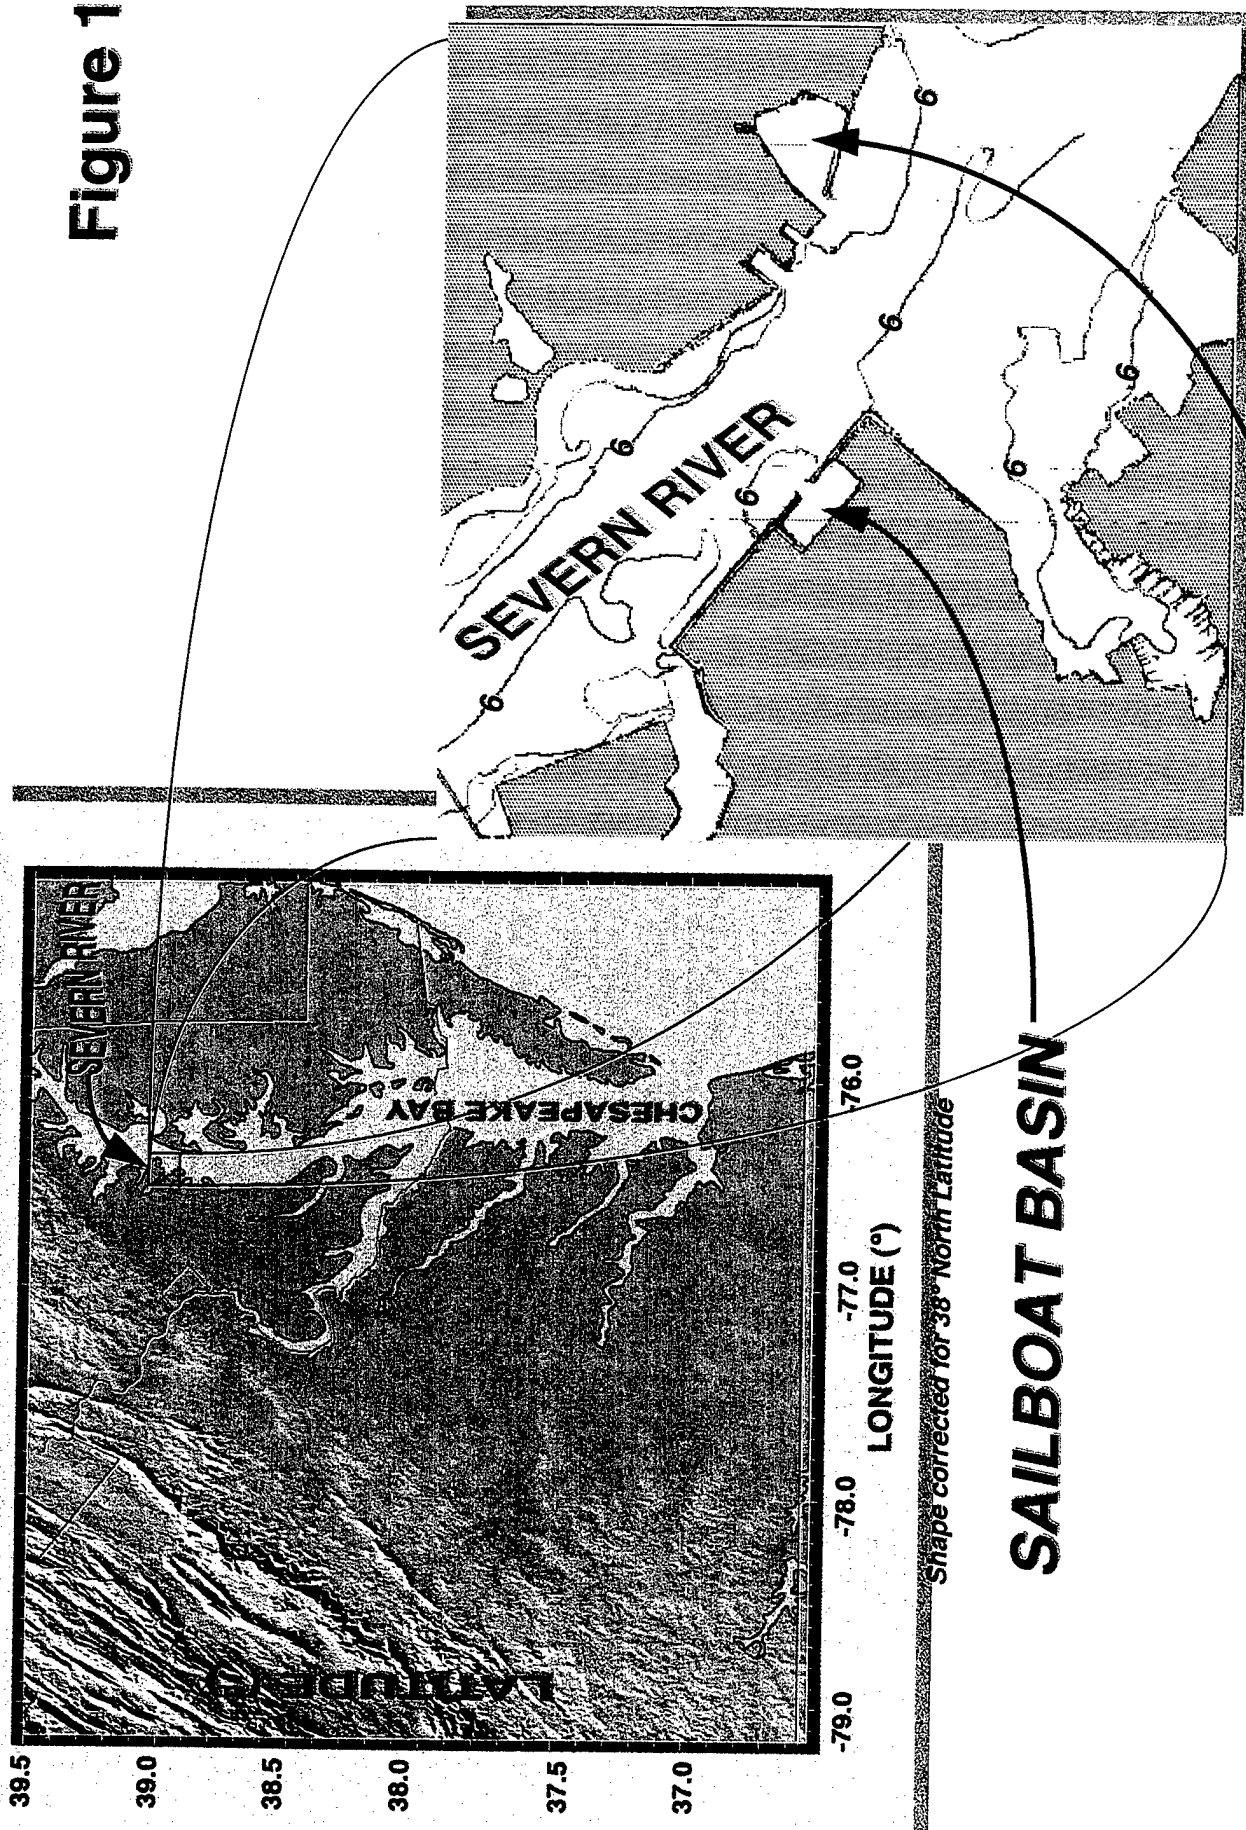 Figure 1
SEVERN RIVER
CHESAPEAKE BAY
LATITUDE (°)
39.5
39.0
38.5
38.0
37.5
37.0
-79.0
-78.0
-77.0
-76.0
LONGITUDE (°)
Shape corrected for 38° North Latitude
SEVERN RIVER
6
6
6
6
6
6
6
SAILBOAT BASIN